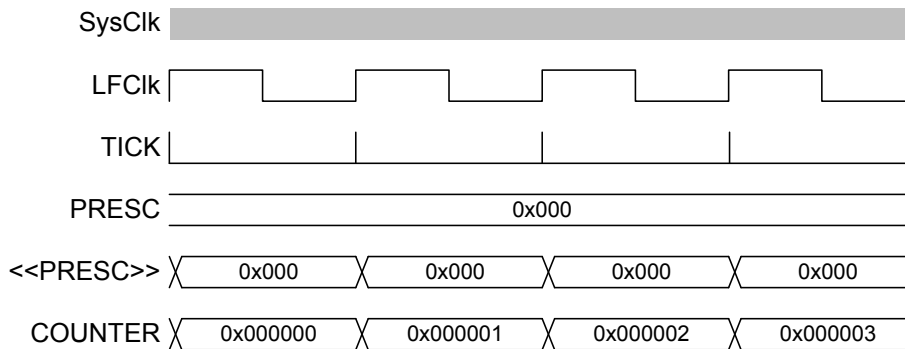 SysClk
LFClk
TICK
PRESC 0x000
<<PRESC>> 0x000 0x000 0x000 0x000
COUNTER 0x000000 0x000001 0x000002 0x000003